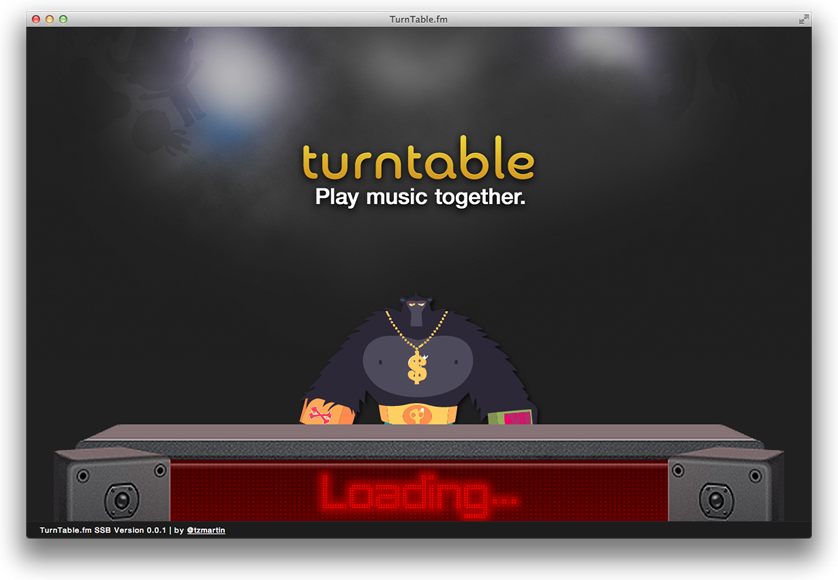 TurnTable.fm
turntable
Play music together.
Loading...
TurnTable.fm SSB Version 0.0.1 | by @tzmartin